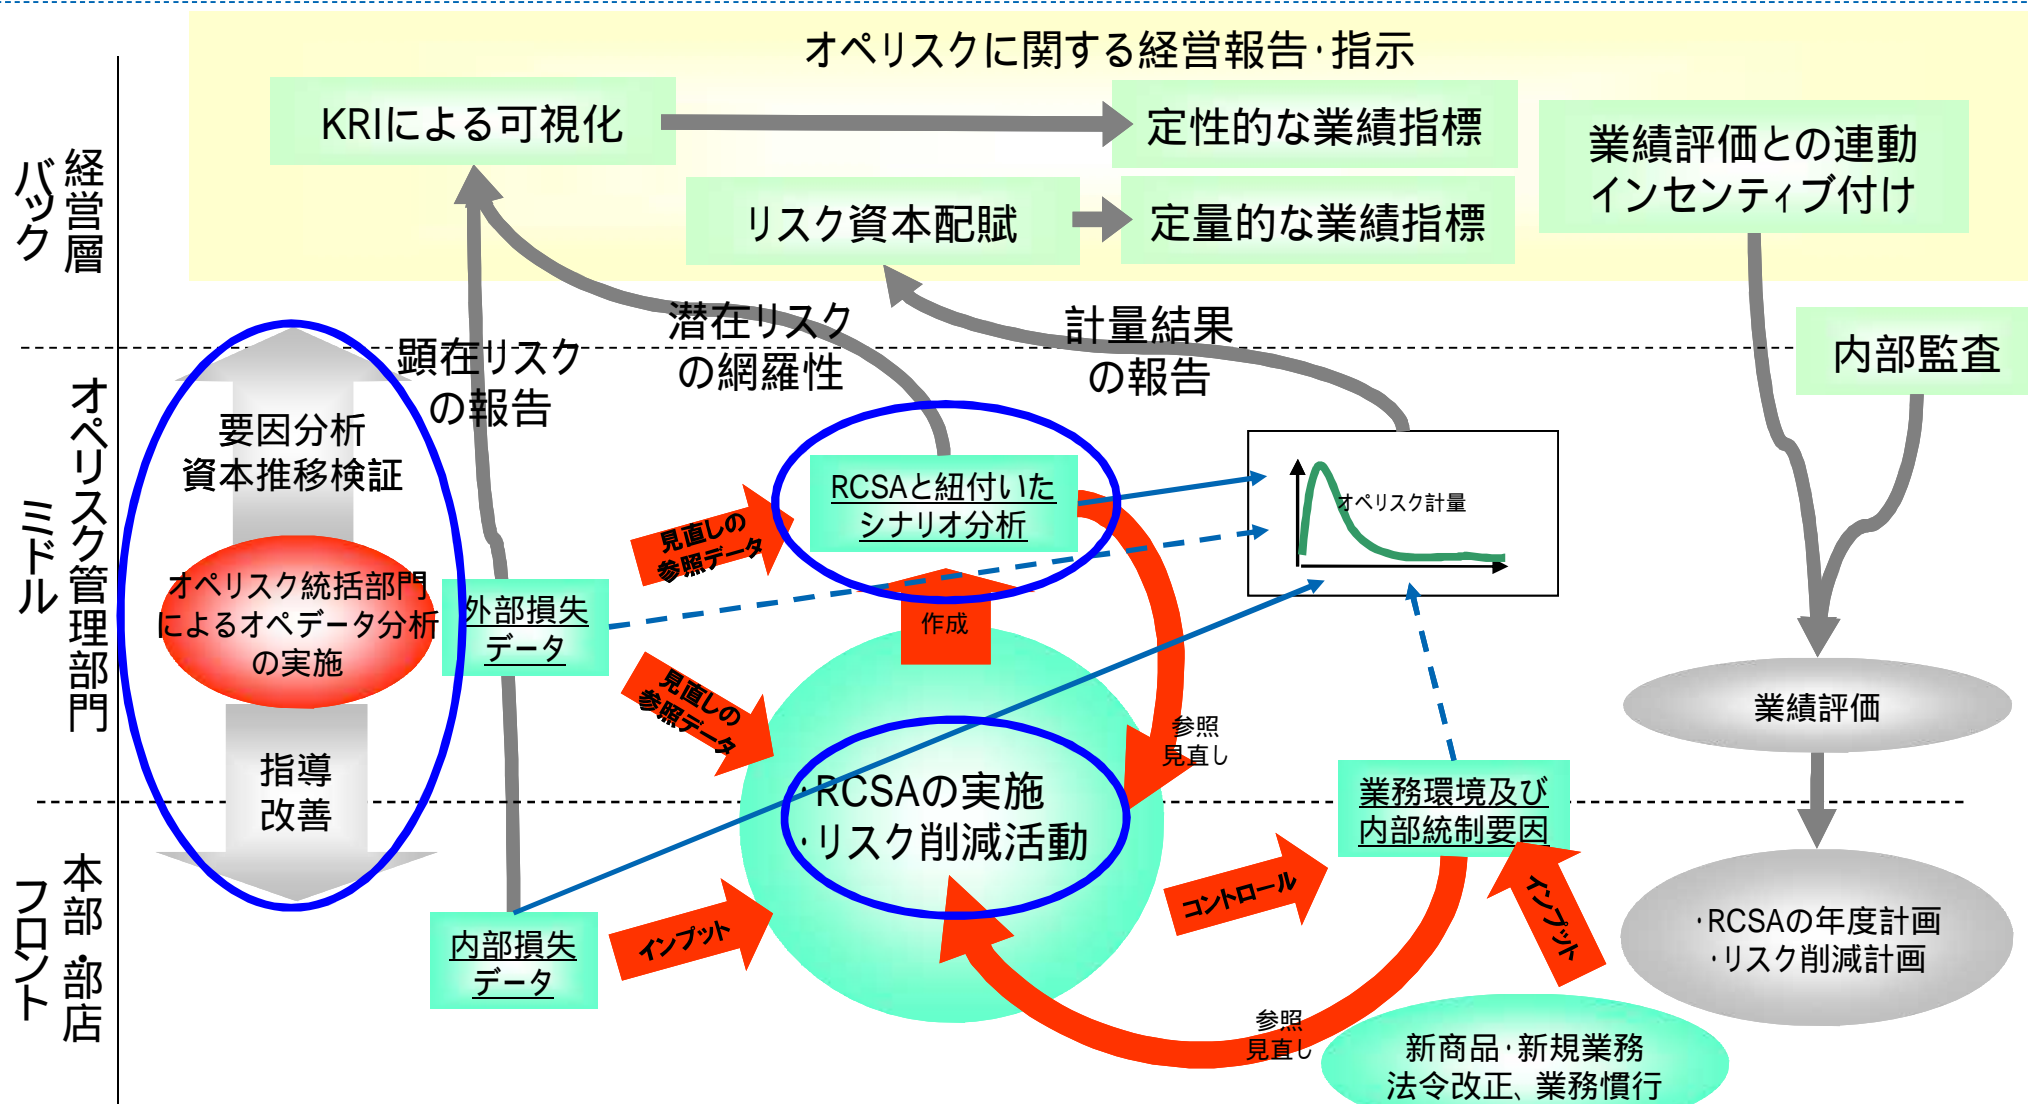 オペリスクに関する経営報告・指示
KRIによる可視化
定性的な業績指標
リスク資本配賦
定量的な業績指標
業績評価との連動
インセンティブ付け
経営層
バック
潜在リスク
の網羅性
計量結果
の報告
顕在リスク
の報告
内部監査
オペリスク管理部門
ミドル
要因分析
資本推移検証
オペリスク統括部門
によるオペデータ分析
の実施
指導
改善
外部損失
データ
見直しの
参照データ
RCSAと紐付いた
シナリオ分析
オペリスク計量
作成
見直しの
参照データ
参照
見直し
業績評価
・RCSAの実施
・リスク削減活動
業務環境及び
内部統制要因
本部・部店
フロント
内部損失
データ
インプット
コントロール
インプット
・RCSAの年度計画
・リスク削減計画
参照
見直し
新商品・新規業務
法令改正、業務慣行